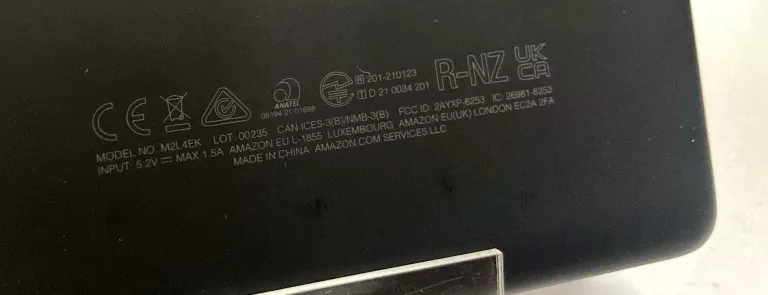 CE
ANATEL
08194-21-01698
R 201-210123
T D 21 0034 201
R-NZ
UK
CA
MODEL NO. M2L4EK LOT 00235 CAN ICES-3(B)/NMB-3(B) FCC ID: 2AYXP-6253 IC: 26981-6253
INPUT: 5.2V⎓ MAX 1.5A AMAZON EU L-1855 LUXEMBOURG AMAZON EU(UK) LONDON EC2A 2FA
MADE IN CHINA AMAZON.COM SERVICES LLC